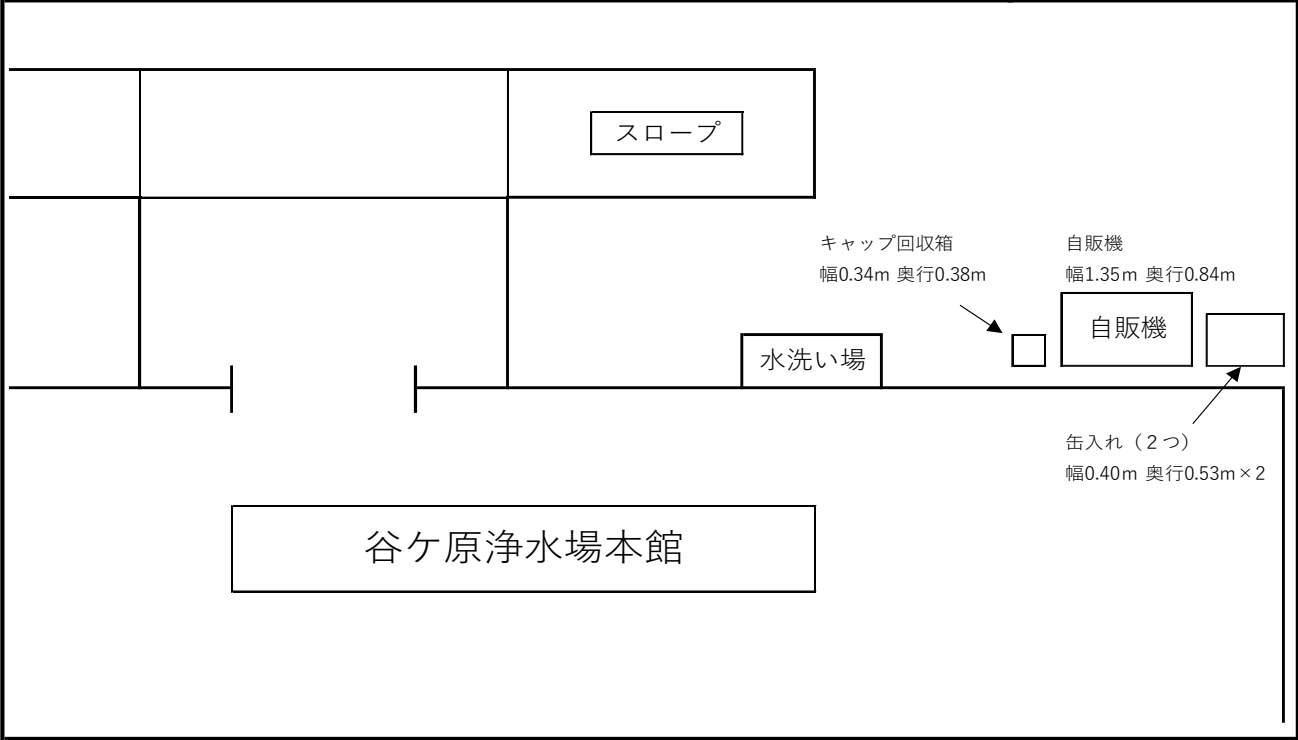 スロープ
キャップ回収箱
幅0.34m 奥行0.38m
自販機
幅1.35m 奥行0.84m
自販機
水洗い場
缶入れ（２つ）
幅0.40ｍ 奥行0.53m×2
谷ケ原浄水場本館